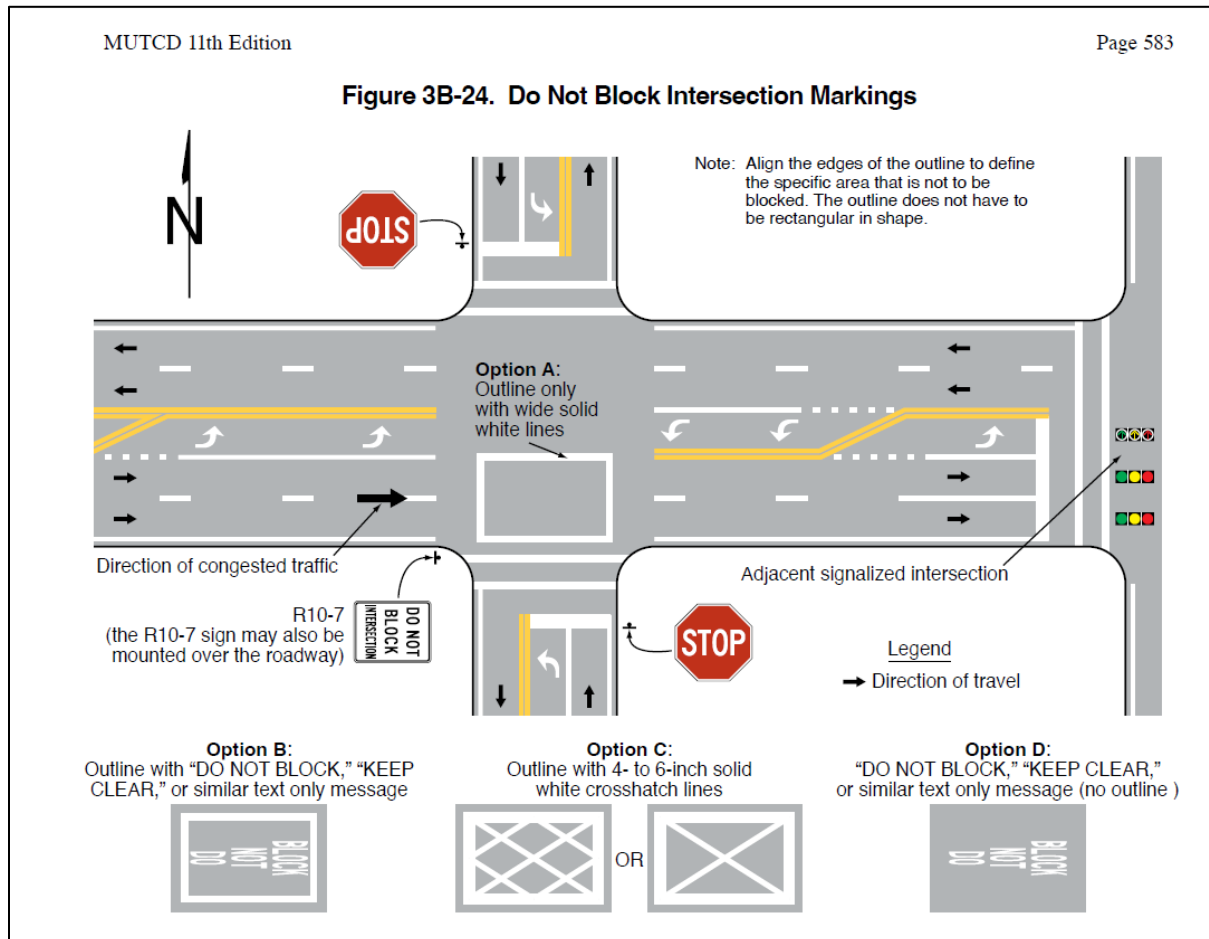 MUTCD 11th Edition
Page 583
Figure 3B-24. Do Not Block Intersection Markings
N
STOP
Note: Align the edges of the outline to define
the specific area that is not to be
blocked. The outline does not have to
be rectangular in shape.
Option A:
Outline only
with wide solid
white lines
Direction of congested traffic
Adjacent signalized intersection
R10-7
(the R10-7 sign may also be
mounted over the roadway)
DO NOT
BLOCK
INTERSECTION
STOP
Legend
Direction of travel
Option B:
Outline with “DO NOT BLOCK,” “KEEP
CLEAR,” or similar text only message
BLOCK
NOT
DO
Option C:
Outline with 4- to 6-inch solid
white crosshatch lines
OR
Option D:
“DO NOT BLOCK,” “KEEP CLEAR,”
or similar text only message (no outline )
BLOCK
NOT
DO